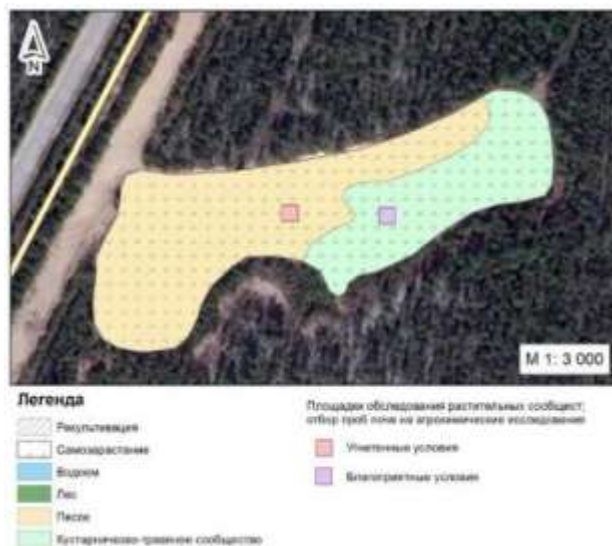 N
М 1: 3 000
Легенда
Рекультивация
Самозарастание
Водоем
Лес
Песок
Кустарничково-травяное сообщество
Площадки обследования растительных сообществ,
отбор проб почв на агрохимические исследования
Угнетенные условия
Благоприятные условия